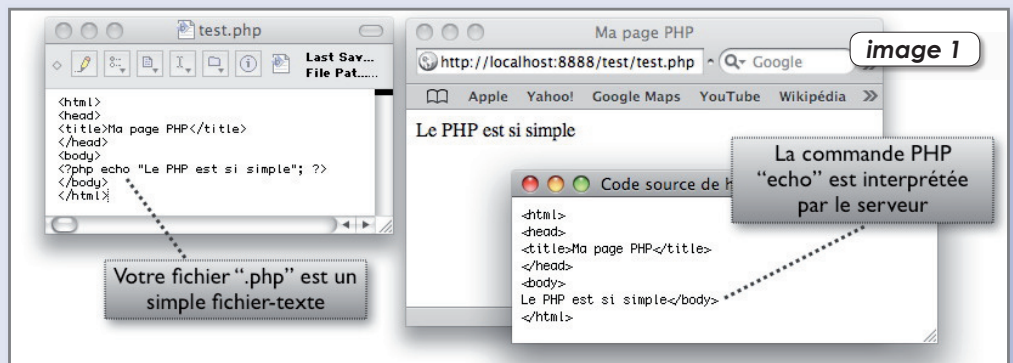 test.php
Last Sav...
File Pat......
<html>
<head>
<title>Ma page PHP</title>
</head>
<body>
<?php echo "Le PHP est si simple"; ?>
</body>
</html>
Votre fichier “.php” est un
simple fichier-texte
Ma page PHP
image 1
http://localhost:8888/test/test.php
Google
Apple Yahoo! Google Maps YouTube Wikipédia
Le PHP est si simple
La commande PHP
“echo” est interprétée
par le serveur
Code source de
<html>
<head>
<title>Ma page PHP</title>
</head>
<body>
Le PHP est si simple</body>
</html>